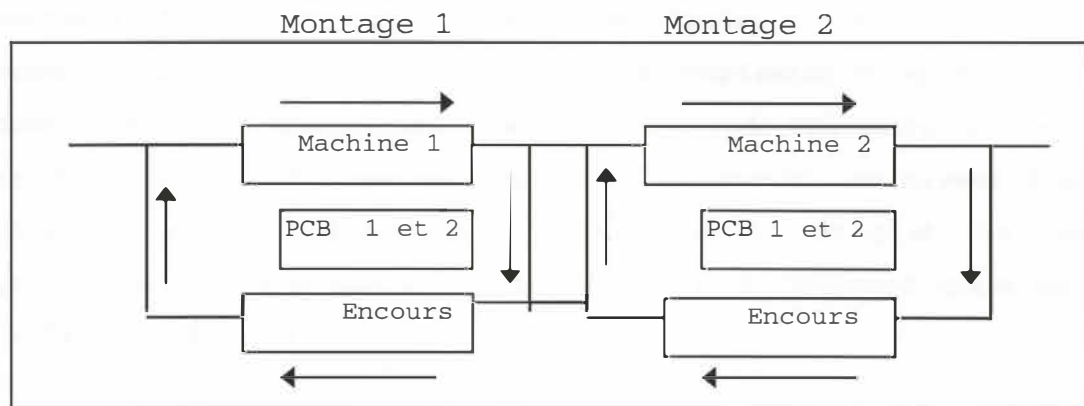 Montage 1 Montage 2
Machine 1 Machine 2
PCB 1 et 2 PCB 1 et 2
Encours Encours